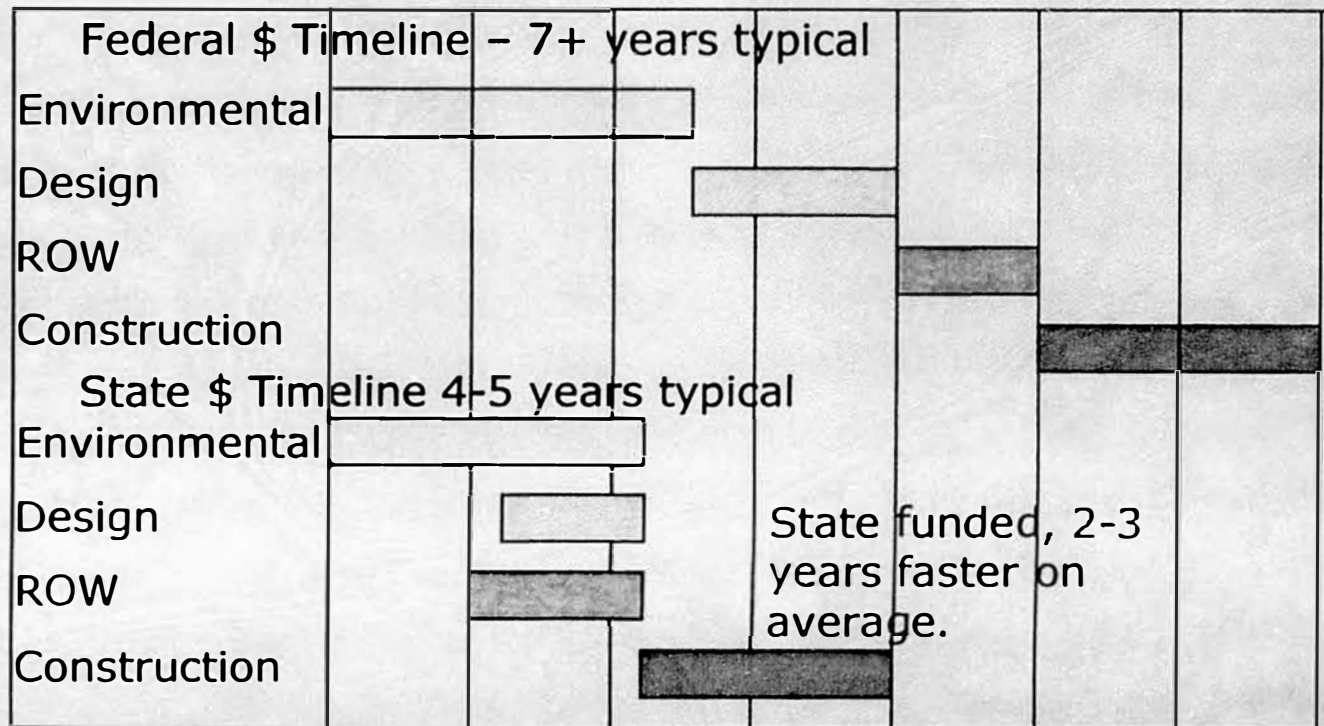 Federal $ Timeline – 7+ years typical
Environmental
Design
ROW
Construction
State $ Timeline 4-5 years typical
Environmental
Design
ROW
Construction
State funded, 2-3
years faster on
average.